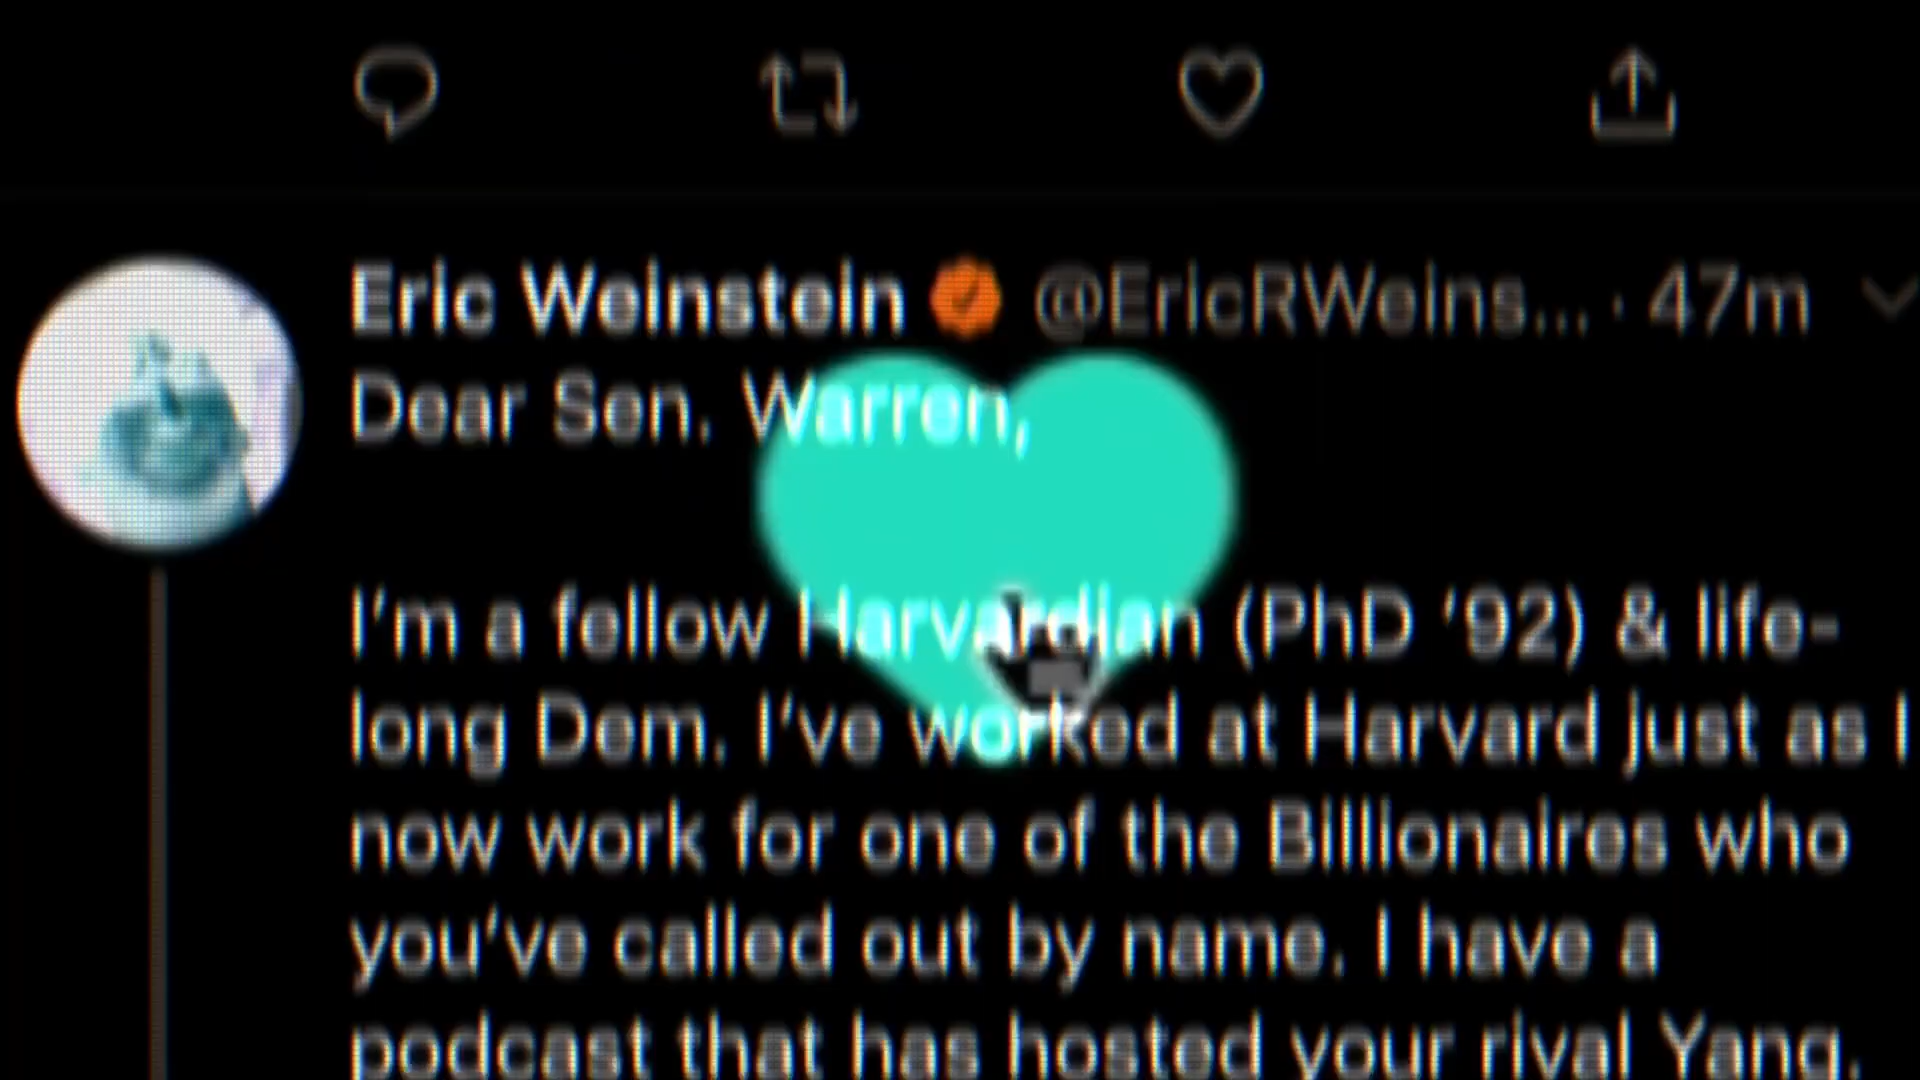 Eric Weinstein @EricRWeins... · 47m
Dear Sen. Warren,
I'm a fellow Harvardian (PhD '92) & life-
long Dem. I've worked at Harvard just as I
now work for one of the Billionaires who
you've called out by name. I have a
podcast that has hosted your rival Yang,